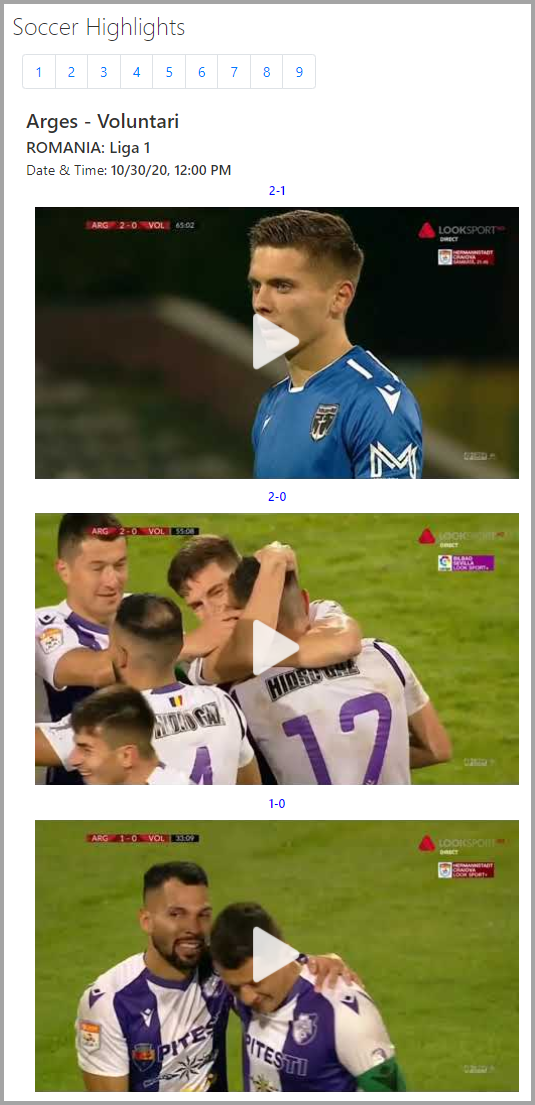 Soccer Highlights
1 2 3 4 5 6 7 8 9
Arges - Voluntari
ROMANIA: Liga 1
Date & Time: 10/30/20, 12:00 PM
2-1
ARG 2-0 VOL 65:02
LOOKSPORT
DIRECT
HERMANNSTADT
CRAIOVA
2-0
ARG 2-0 VOL 55:08
LOOKSPORT
DIRECT
BILBAO
SEVILLA
LOOK SPORT+
17
4
1-0
ARG 1-0 VOL 33:09
LOOKSPORT
DIRECT
HERMANNSTADT
CRAIOVA
LOOK SPORT+
PITES
PITESTI